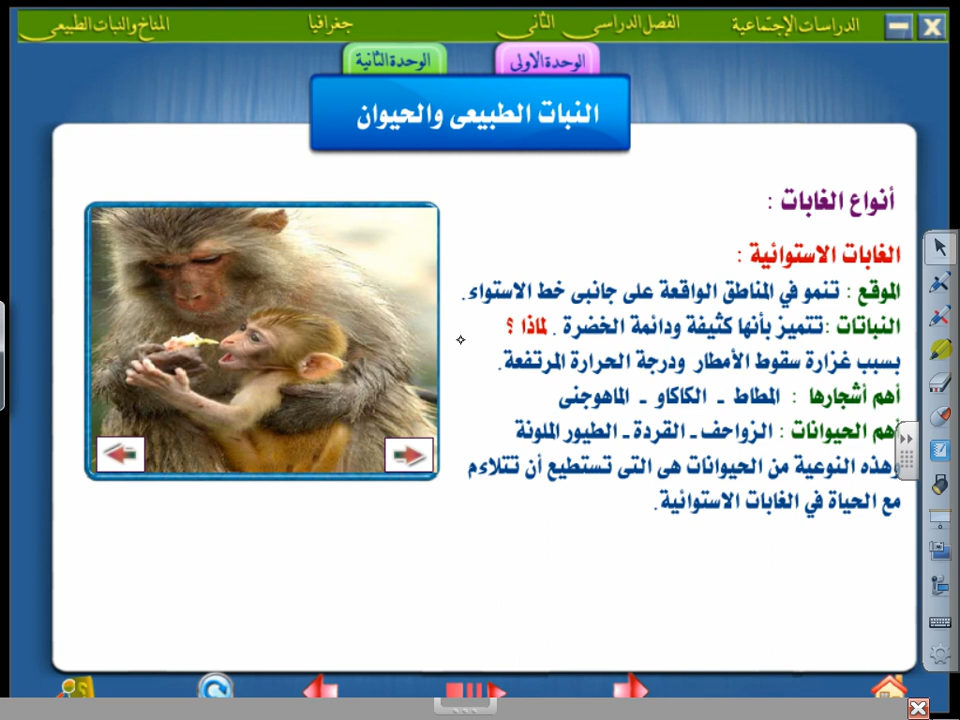 الدراسات الإجتماعية
الفصل الدراسى الثانى
جغرافيا
المناخ والنبات الطبيعى
الوحدة الاولى
الوحدة الثانية
النبات الطبيعى والحيوان
أنواع الغابات :
الغابات الاستوائية :
الموقع : تنمو في المناطق الواقعة على جانبى خط الاستواء.
النباتات :تتميز بأنها كثيفة ودائمة الخضرة . لماذا ؟
بسبب غزارة سقوط الأمطار ودرجة الحرارة المرتفعة.
أهم أشجارها : المطاط ـ الكاكاو ـ الماهوجنى
أهم الحيوانات : الزواحف ـ القردة ـ الطيور الملونة
وهذه النوعية من الحيوانات هى التى تستطيع أن تتلاءم
مع الحياة في الغابات الاستوائية.